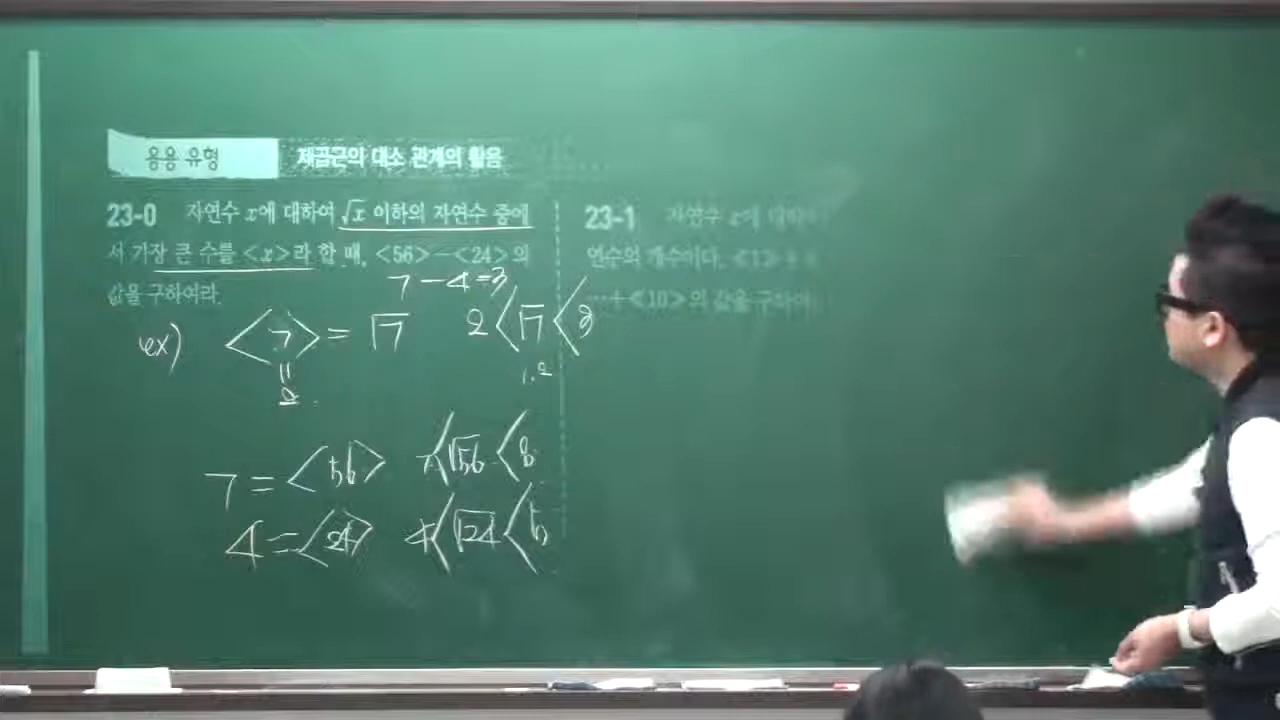 응용 유형 제곱근의 대소 관계의 활용
23-0 자연수 x에 대하여 √x 이하의 자연수 중에
서 가장 큰 수를 <x>라 할 때, <56>-<24>의
값을 구하여라.
7-4=3
ex) <7> = √7 2<√7<3
=
2. 1.2
7=<56> 7<√56<8
4=<24> 4<√24<5
23-1 자연수 x에 대하여
연수의 개수이다.
…+<10>의 값을 구하여